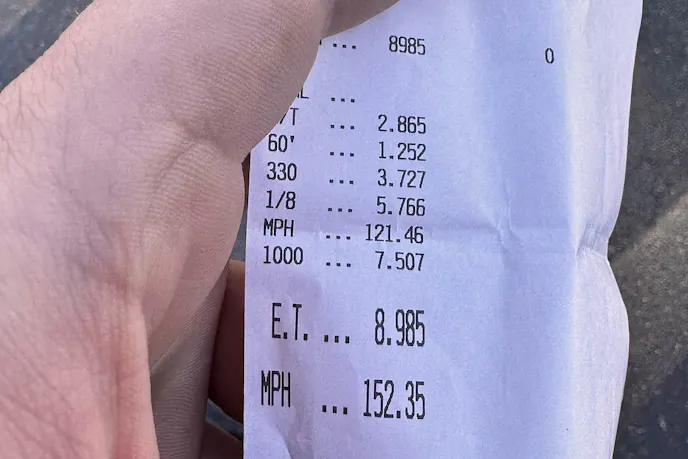 ... 8985 0
...
/T ... 2.865
60' ... 1.252
330 ... 3.727
1/8 ... 5.766
MPH ... 121.46
1000 ... 7.507
E.T. ... 8.985
MPH ... 152.35